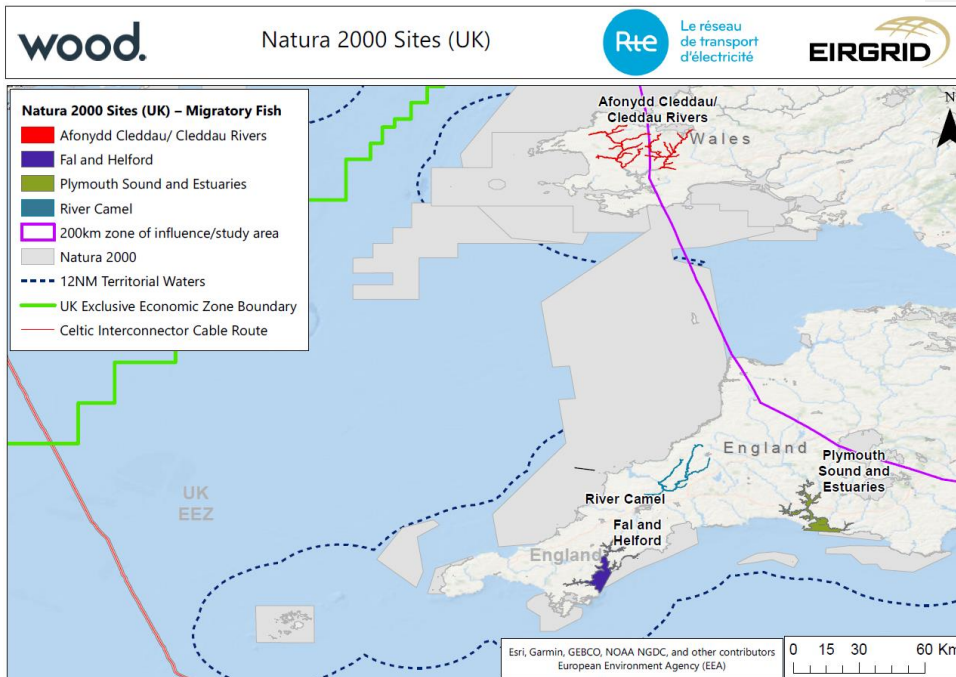 wood.
Natura 2000 Sites (UK)
Rte
Le réseau
de transport
d'électricité
EIRGRID
Natura 2000 Sites (UK) – Migratory Fish
Afonydd Cleddau/ Cleddau Rivers
Fal and Helford
Plymouth Sound and Estuaries
River Camel
200km zone of influence/study area
Natura 2000
12NM Territorial Waters
UK Exclusive Economic Zone Boundary
Celtic Interconnector Cable Route
Afonydd Cleddau/
Cleddau Rivers
Wales
N
England
Plymouth
Sound and
Estuaries
UK
EEZ
River Camel
Fal and
Helford
England
Esri, Garmin, GEBCO, NOAA NGDC, and other contributors
European Environment Agency (EEA)
0 15 30 60 Km